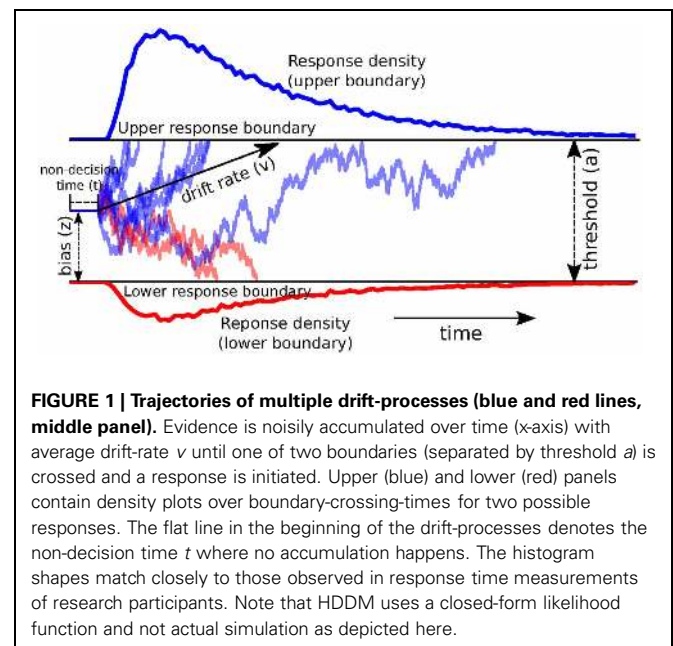 Response density
(upper boundary)
Upper response boundary
non-decision
time (t)
drift rate (v)
bias (z)
threshold (a)
Lower response boundary
Reponse density
(lower boundary)
time
FIGURE 1 | Trajectories of multiple drift-processes (blue and red lines,
middle panel). Evidence is noisily accumulated over time (x-axis) with
average drift-rate v until one of two boundaries (separated by threshold a) is
crossed and a response is initiated. Upper (blue) and lower (red) panels
contain density plots over boundary-crossing-times for two possible
responses. The flat line in the beginning of the drift-processes denotes the
non-decision time t where no accumulation happens. The histogram
shapes match closely to those observed in response time measurements
of research participants. Note that HDDM uses a closed-form likelihood
function and not actual simulation as depicted here.